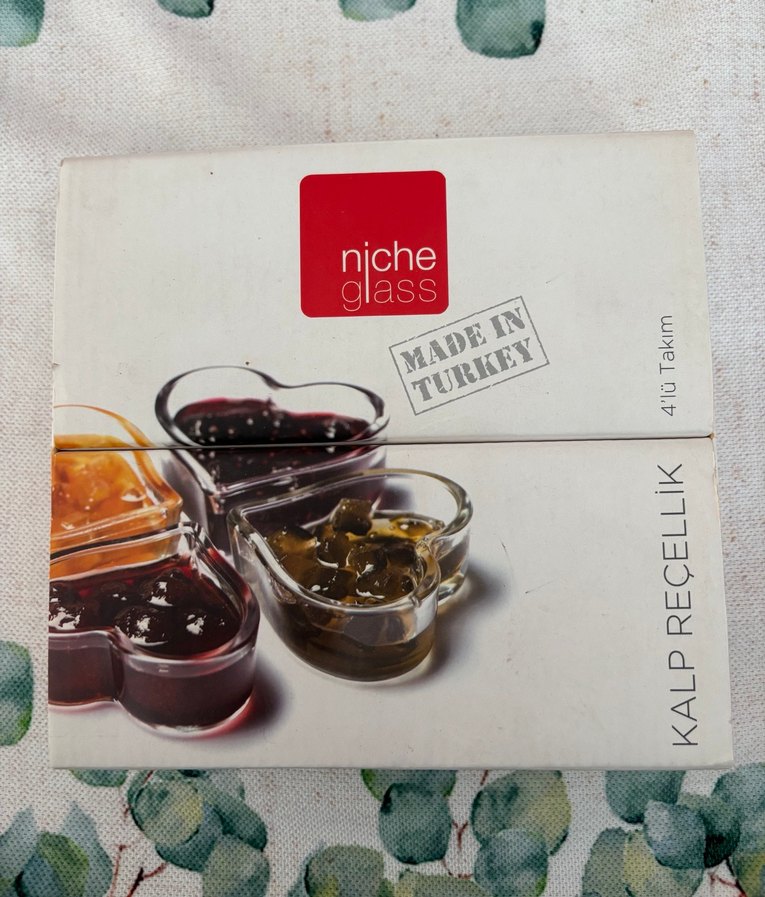 niche
glass
MADE IN
TURKEY
4'lü Takım
KALP REÇELLİK